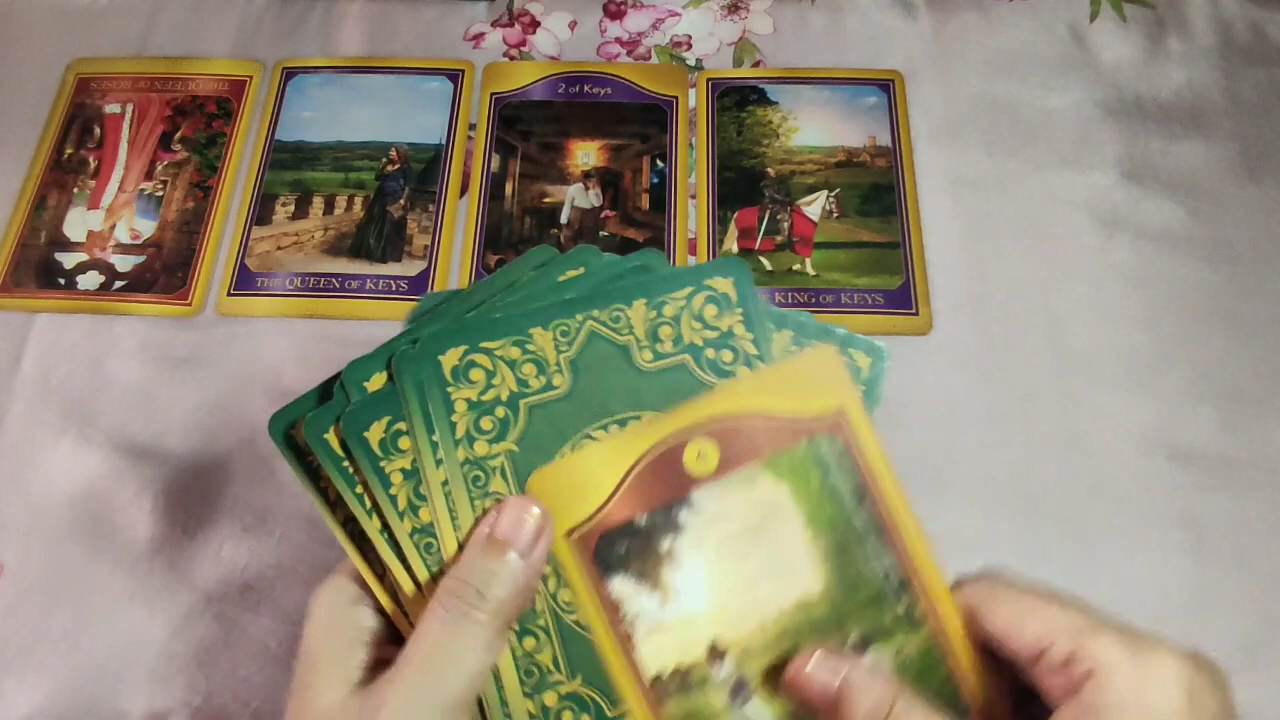 THE QUEEN OF ROSES
THE QUEEN OF KEYS
2 of Keys
KING OF KEYS